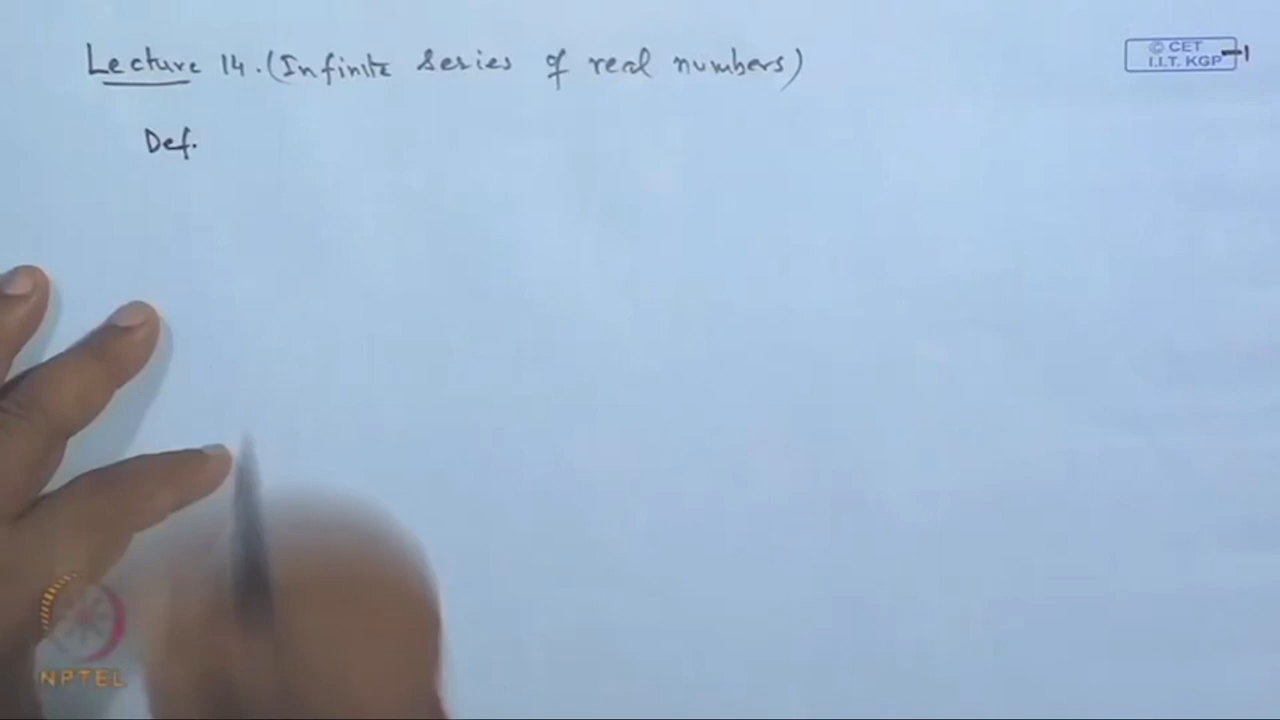 Lecture 14. (Infinite series of real numbers)
© CET
I.I.T. KGP
Def.
NPTEL